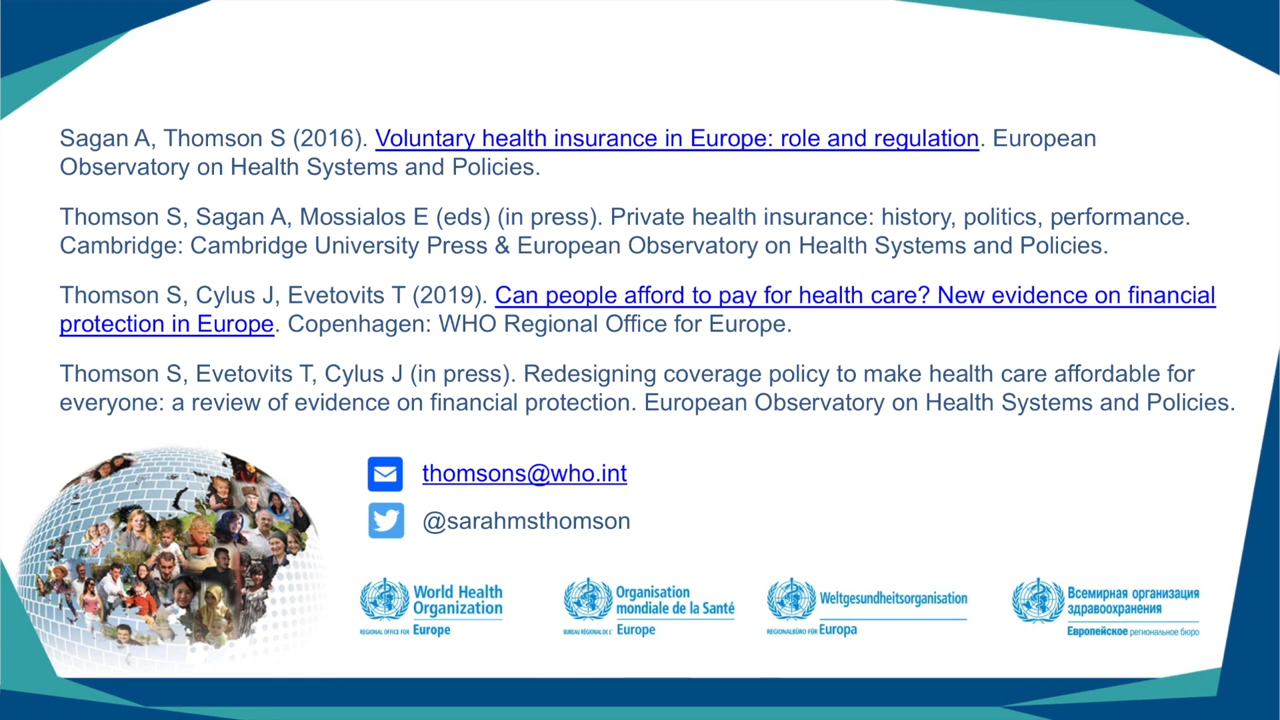 Sagan A, Thomson S (2016). Voluntary health insurance in Europe: role and regulation. European
Observatory on Health Systems and Policies.
Thomson S, Sagan A, Mossialos E (eds) (in press). Private health insurance: history, politics, performance.
Cambridge: Cambridge University Press & European Observatory on Health Systems and Policies.
Thomson S, Cylus J, Evetovits T (2019). Can people afford to pay for health care? New evidence on financial
protection in Europe. Copenhagen: WHO Regional Office for Europe.
Thomson S, Evetovits T, Cylus J (in press). Redesigning coverage policy to make health care affordable for
everyone: a review of evidence on financial protection. European Observatory on Health Systems and Policies.
thomsons@who.int
@sarahmsthomson
World Health
Organization
REGIONAL OFFICE FOR Europe
Organisation
mondiale de la Santé
BUREAU RÉGIONAL DE L' Europe
Weltgesundheitsorganisation
REGIONALBÜRO FÜR Europa
Всемирная организация
здравоохранения
Европейское региональное бюро